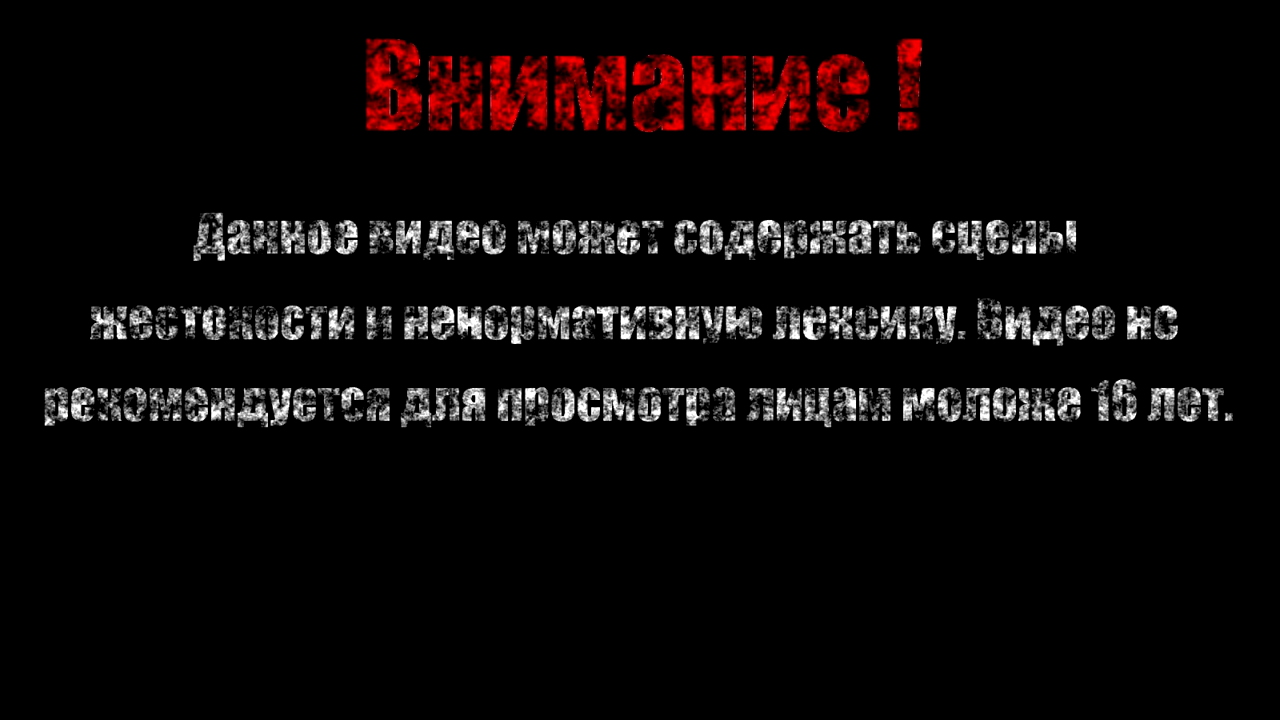 Внимание !
Данное видео может содержать сцены
жестокости и ненормативную лексику. Видео не
рекомендуется для просмотра лицам моложе 16 лет.